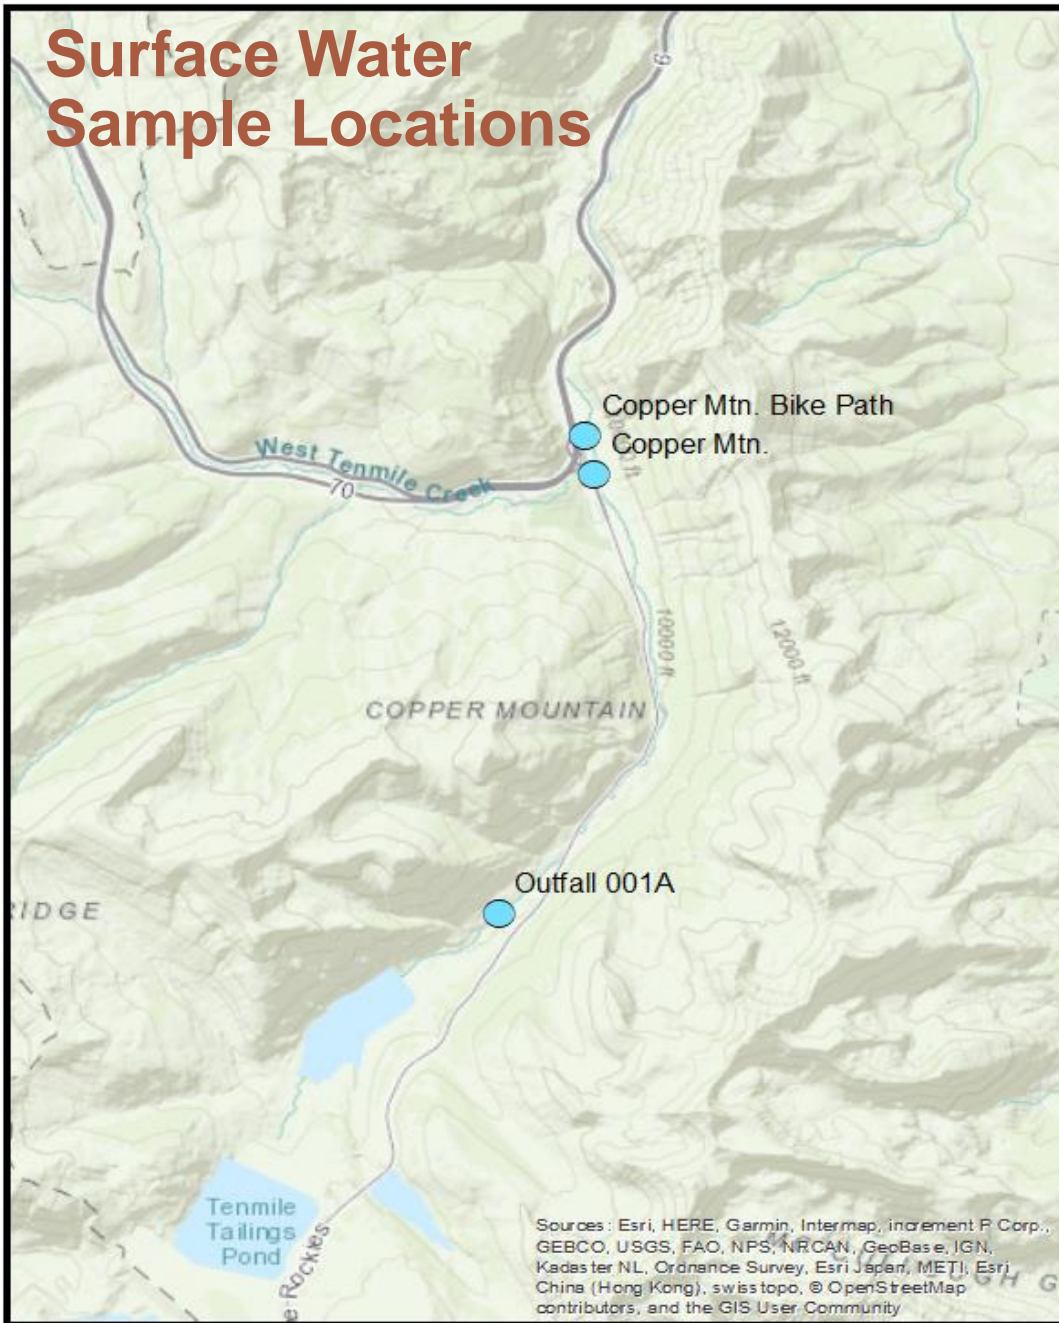 Surface Water
Sample Locations
6
Copper Mtn. Bike Path
Copper Mtn.
ft
West Tenmile Creek
70
10000 ft
12000 ft
COPPER MOUNTAIN
Outfall 001A
RIDGE
Tenmile
Tailings
Pond
e Rockies
Sources: Esri, HERE, Garmin, Intermap, increment P Corp.,
GEBCO, USGS, FAO, NPS, NRCAN, GeoBase, IGN,
Kadaster NL, Ordnance Survey, Esri Japan, METI, Esri
China (Hong Kong), swisstopo, © OpenStreetMap
contributors, and the GIS User Community